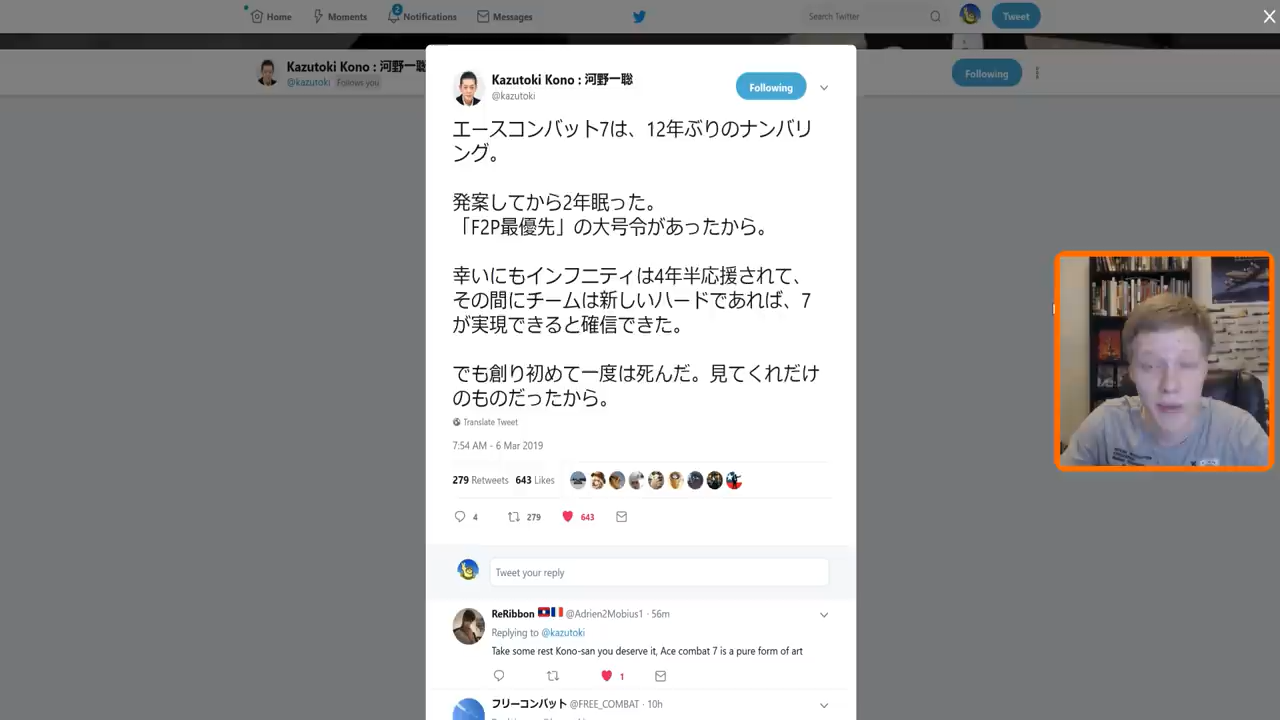 Home
Moments
2
Notifications
Messages
Search Twitter
Tweet
Kazutoki Kono : 河野一聡
@kazutoki Follows you
Following
Kazutoki Kono : 河野一聡
@kazutoki
Following
エースコンバット7は、12年ぶりのナンバリ
ング。
発案してから2年眠った。
「F2P最優先」の大号令があったから。
幸いにもインフニティは4年半応援されて、
その間にチームは新しいハードであれば、7
が実現できると確信できた。
でも創り初めて一度は死んだ。見てくれだけ
のものだったから。
Translate Tweet
7:54 AM - 6 Mar 2019
279 Retweets 643 Likes
4
279
643
Tweet your reply
ReRibbon @Adrien2Mobius1 · 56m
Replying to @kazutoki
Take some rest Kono-san you deserve it, Ace combat 7 is a pure form of art
1
フリーコンバット @FREE_COMBAT · 10h